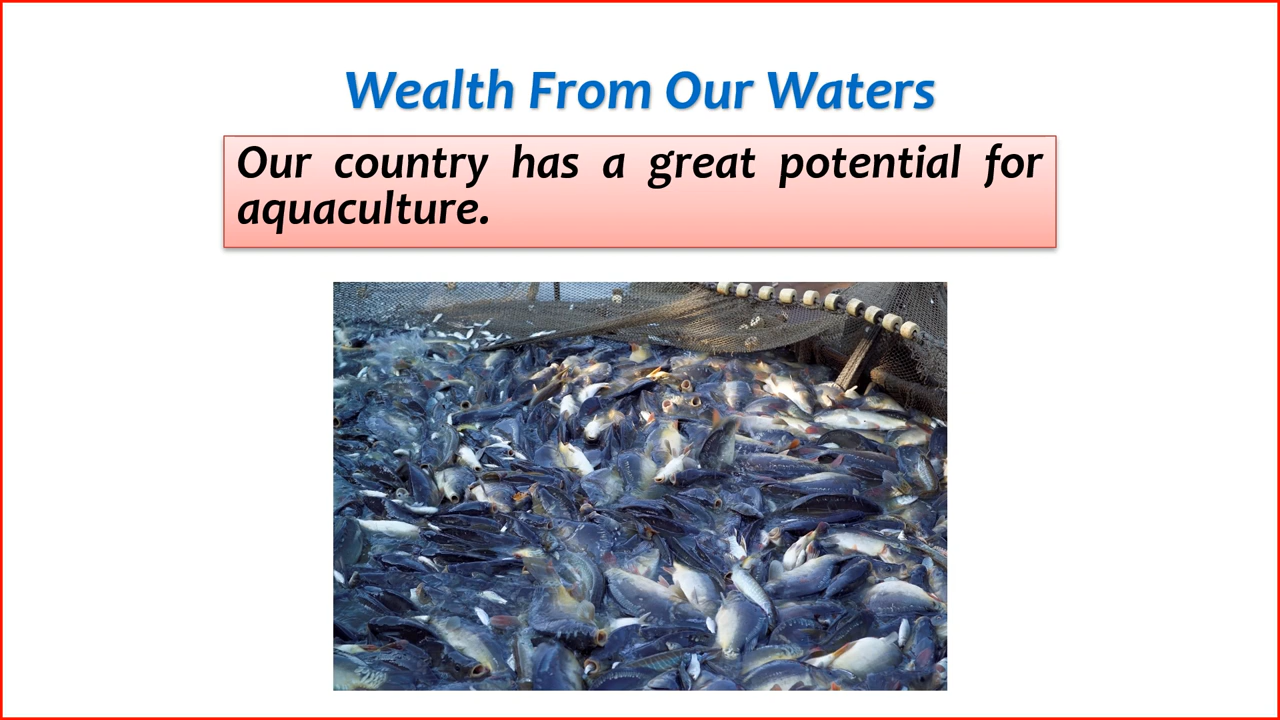 Wealth From Our Waters
Our country has a great potential for
aquaculture.